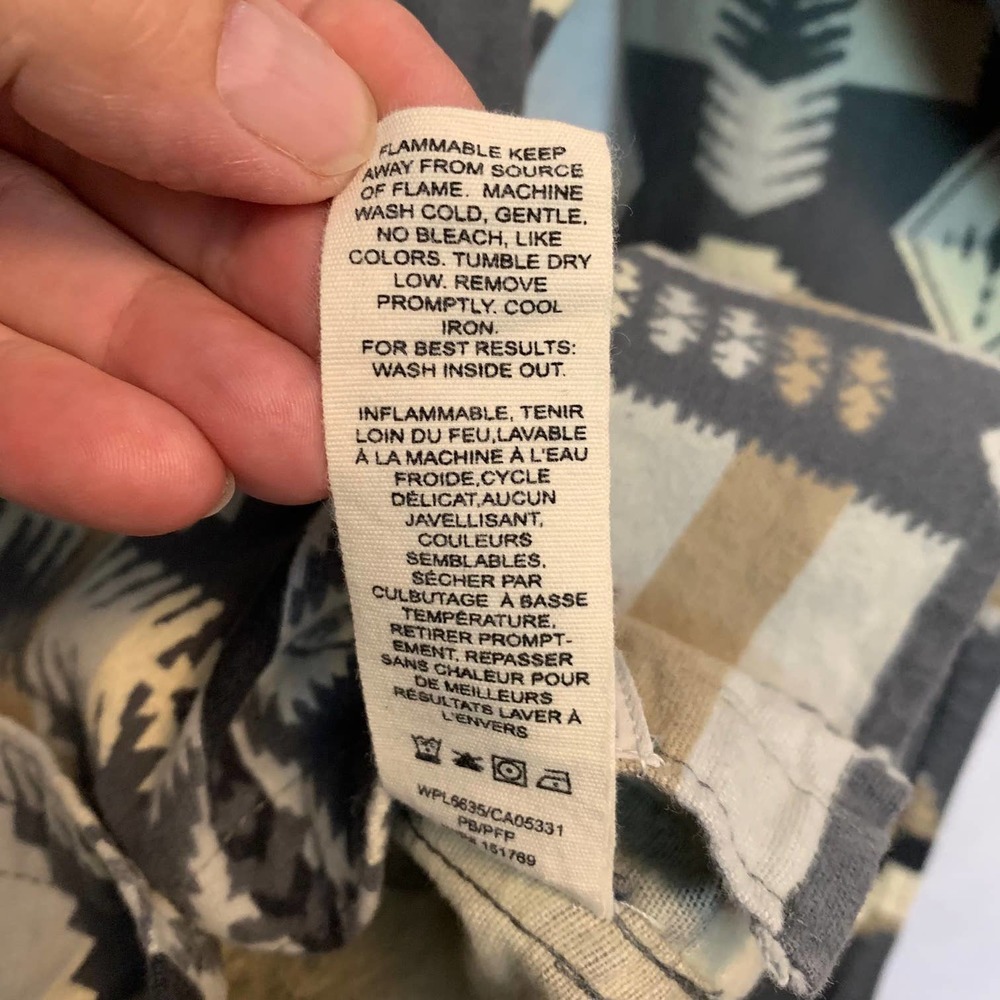 FLAMMABLE KEEP
AWAY FROM SOURCE
OF FLAME. MACHINE
WASH COLD, GENTLE,
NO BLEACH, LIKE
COLORS. TUMBLE DRY
LOW. REMOVE
PROMPTLY. COOL
IRON.
FOR BEST RESULTS:
WASH INSIDE OUT.
INFLAMMABLE, TENIR
LOIN DU FEU,LAVABLE
À LA MACHINE À L'EAU
FROIDE,CYCLE
DÉLICAT,AUCUN
JAVELLISANT,
COULEURS
SEMBLABLES,
SÉCHER PAR
CULBUTAGE À BASSE
TEMPÉRATURE,
RETIRER PROMPT-
EMENT, REPASSER
SANS CHALEUR POUR
DE MEILLEURS
RÉSULTATS LAVER À
L'ENVERS
WPL6635/CA05331
PB/PFP
151769